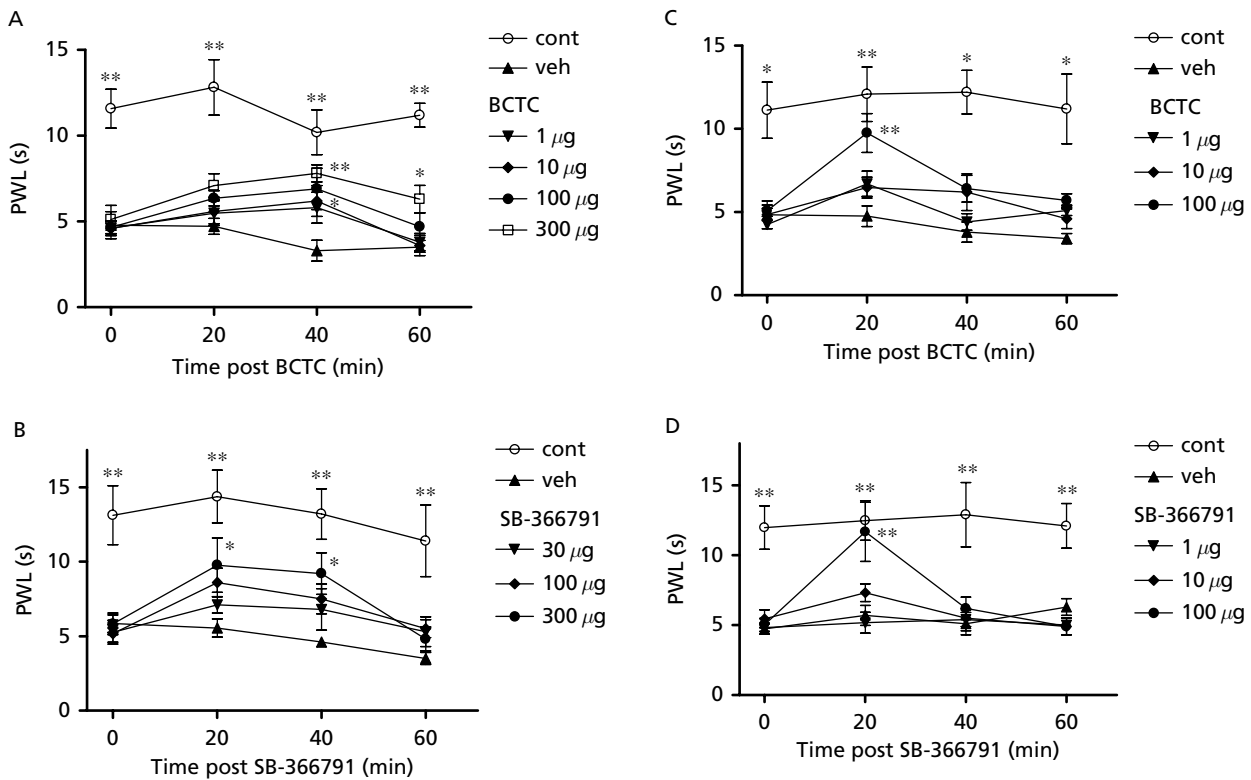 A
cont
veh
BCTC
1 μg
10 μg
100 μg
300 μg
PWL (s)
15
10
5
0
** ** ** **
** *
*
0 20 40 60
Time post BCTC (min)
C
cont
veh
BCTC
1 μg
10 μg
100 μg
PWL (s)
15
10
5
0
* ** * *
**
0 20 40 60
Time post BCTC (min)
B
cont
veh
SB-366791
30 μg
100 μg
300 μg
PWL (s)
15
10
5
0
** ** ** **
* *
0 20 40 60
Time post SB-366791 (min)
D
cont
veh
SB-366791
1 μg
10 μg
100 μg
PWL (s)
15
10
5
0
** ** ** **
**
0 20 40 60
Time post SB-366791 (min)